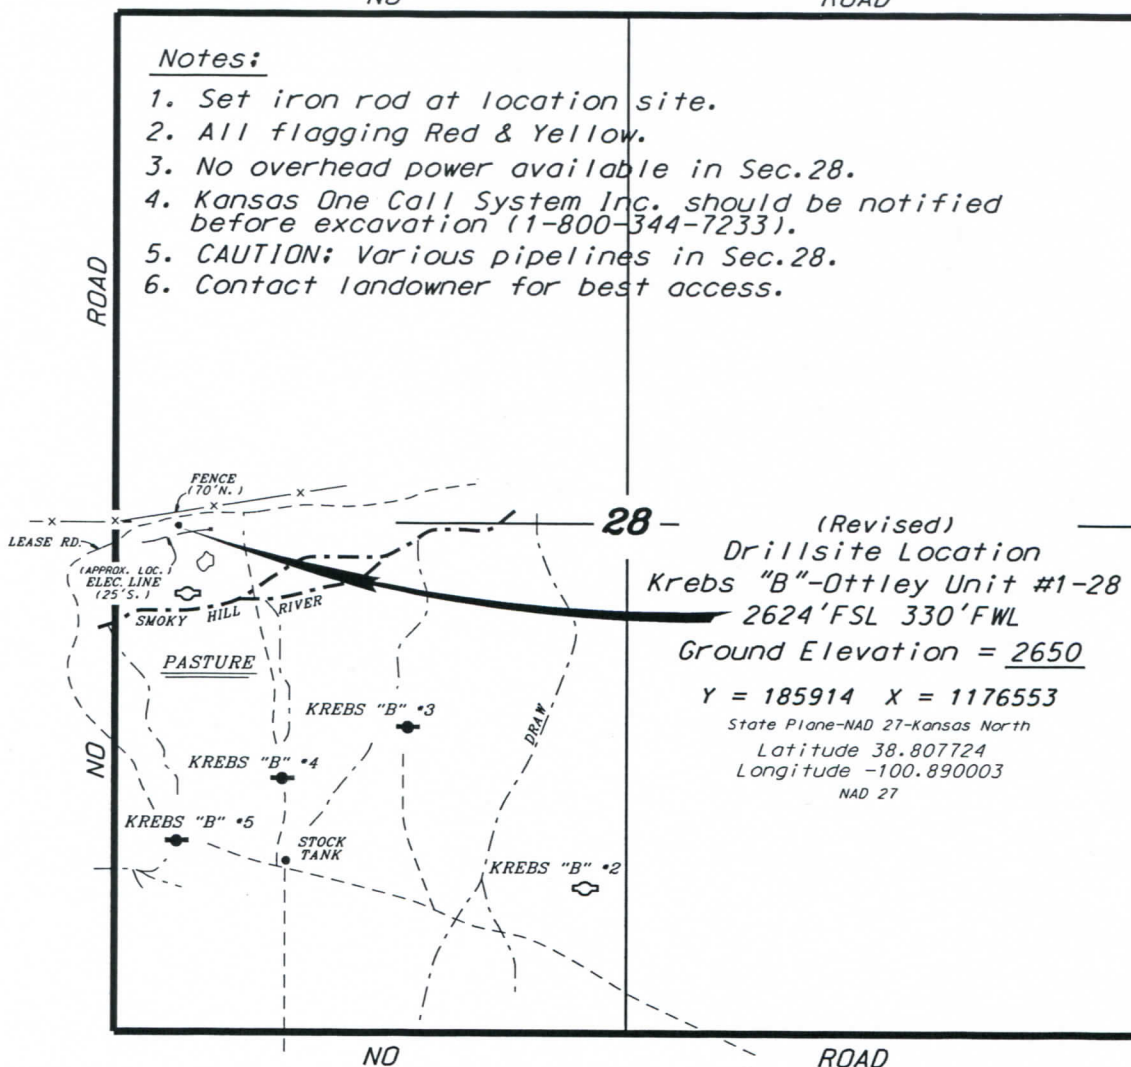 NO ROAD
Notes:
1. Set iron rod at location site.
2. All flagging Red & Yellow.
3. No overhead power available in Sec.28.
4. Kansas One Call System Inc. should be notified
before excavation (1-800-344-7233).
5. CAUTION: Various pipelines in Sec.28.
6. Contact landowner for best access.
ROAD
FENCE
(70'N.)
LEASE RD.
(APPROX. LOC.)
ELEC. LINE
(25'S.)
28
(Revised)
Drillsite Location
Krebs "B"-Ottley Unit #1-28
2624'FSL 330'FWL
Ground Elevation = 2650
Y = 185914 X = 1176553
State Plane-NAD 27-Kansas North
Latitude 38.807724
Longitude -100.890003
NAD 27
SMOKY HILL RIVER
PASTURE
KREBS "B" #3
DRAW
NO
KREBS "B" #4
KREBS "B" #5
STOCK
TANK
KREBS "B" #2
NO ROAD